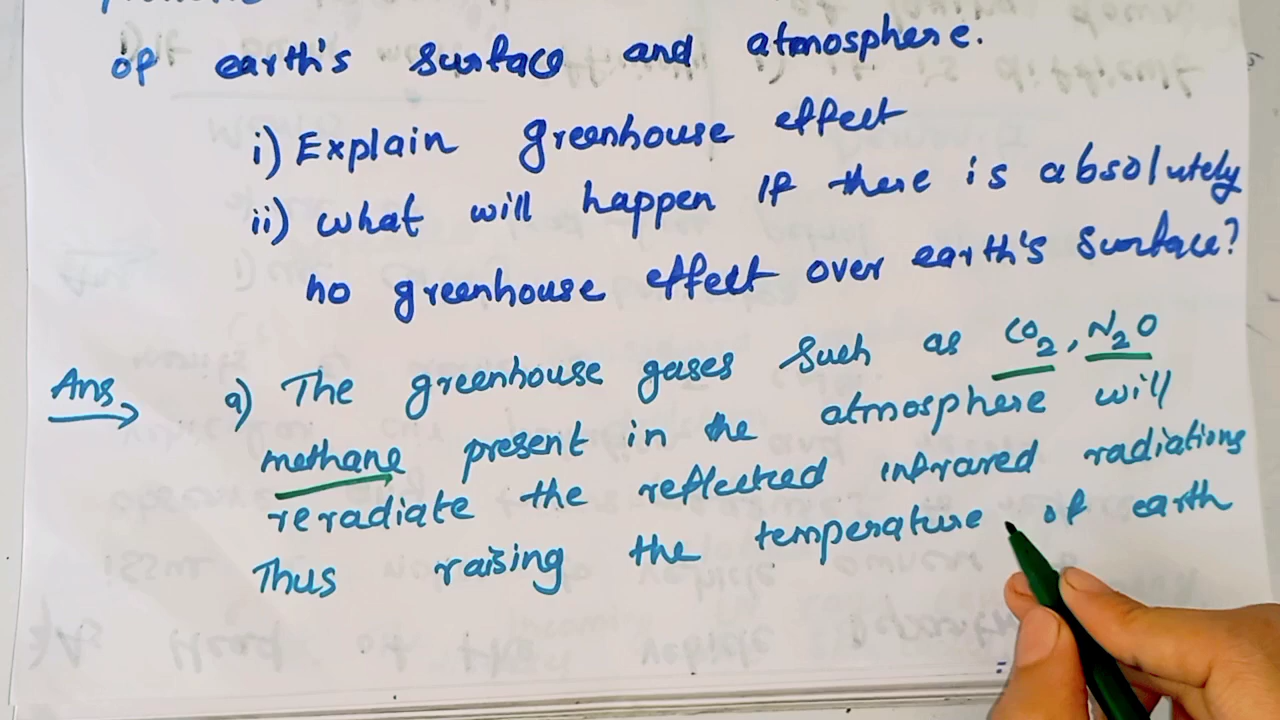 of earth's surface and atmosphere.
i) Explain greenhouse effect
ii) what will happen if there is absolutely
no greenhouse effect over earth's surface?
Ans a) The greenhouse gases such as CO2, N2O
methane present in the atmosphere will
reradiate the reflected infrared radiations
Thus raising the temperature of earth